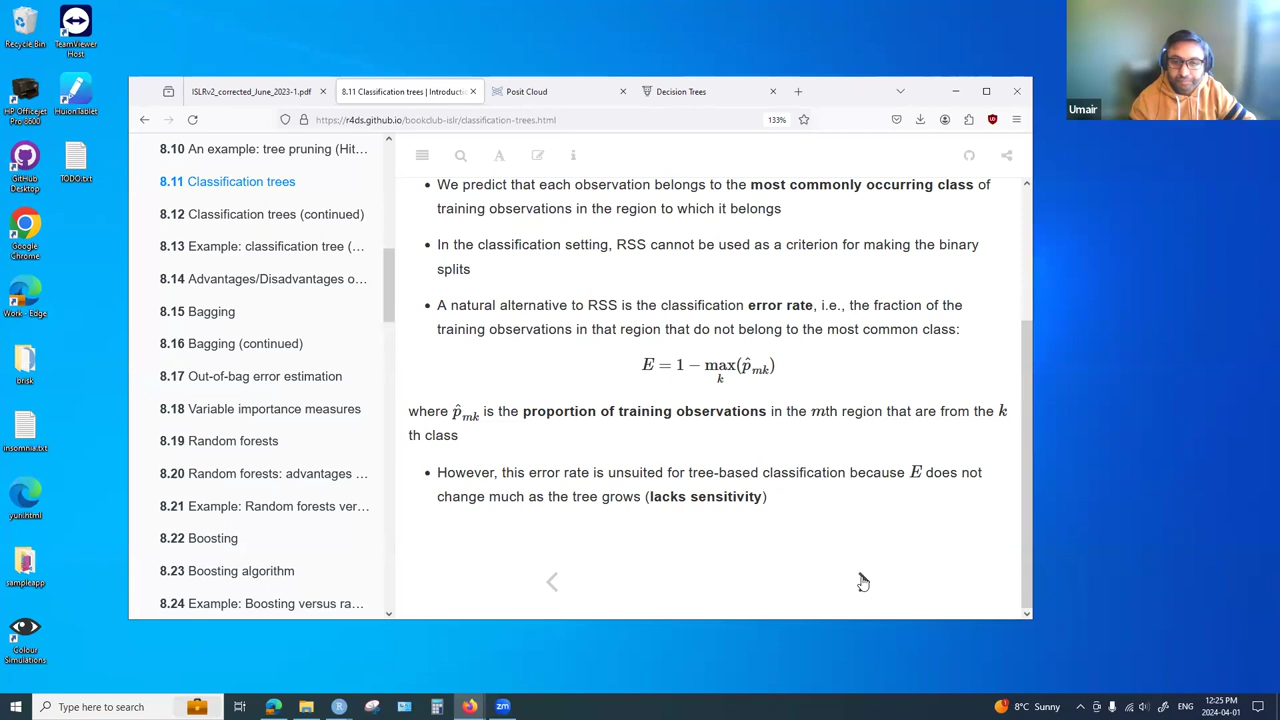 Recycle Bin
TeamViewer
Host
HP Officejet
Pro 8600
HuionTablet
GitHub
Desktop
TODO.txt
Google
Chrome
Work - Edge
brisk
insomnia.txt
yuri.html
sampleapp
Colour
Simulations
ISLRv2_corrected_June_2023-1.pdf
8.11 Classification trees | Introducti
Posit Cloud
Decision Trees
https://r4ds.github.io/bookclub-islr/classification-trees.html
133%
8.10 An example: tree pruning (Hit...
8.11 Classification trees
8.12 Classification trees (continued)
8.13 Example: classification tree (...
8.14 Advantages/Disadvantages o...
8.15 Bagging
8.16 Bagging (continued)
8.17 Out-of-bag error estimation
8.18 Variable importance measures
8.19 Random forests
8.20 Random forests: advantages ...
8.21 Example: Random forests ver...
8.22 Boosting
8.23 Boosting algorithm
8.24 Example: Boosting versus ra...
• We predict that each observation belongs to the most commonly occurring class of
training observations in the region to which it belongs
• In the classification setting, RSS cannot be used as a criterion for making the binary
splits
• A natural alternative to RSS is the classification error rate, i.e., the fraction of the
training observations in that region that do not belong to the most common class:
E = 1 − max(p̂mk)
k
where p̂mk is the proportion of training observations in the mth region that are from the k
th class
• However, this error rate is unsuited for tree-based classification because E does not
change much as the tree grows (lacks sensitivity)
Umair
Type here to search
8°C Sunny
12:25 PM
2024-04-01